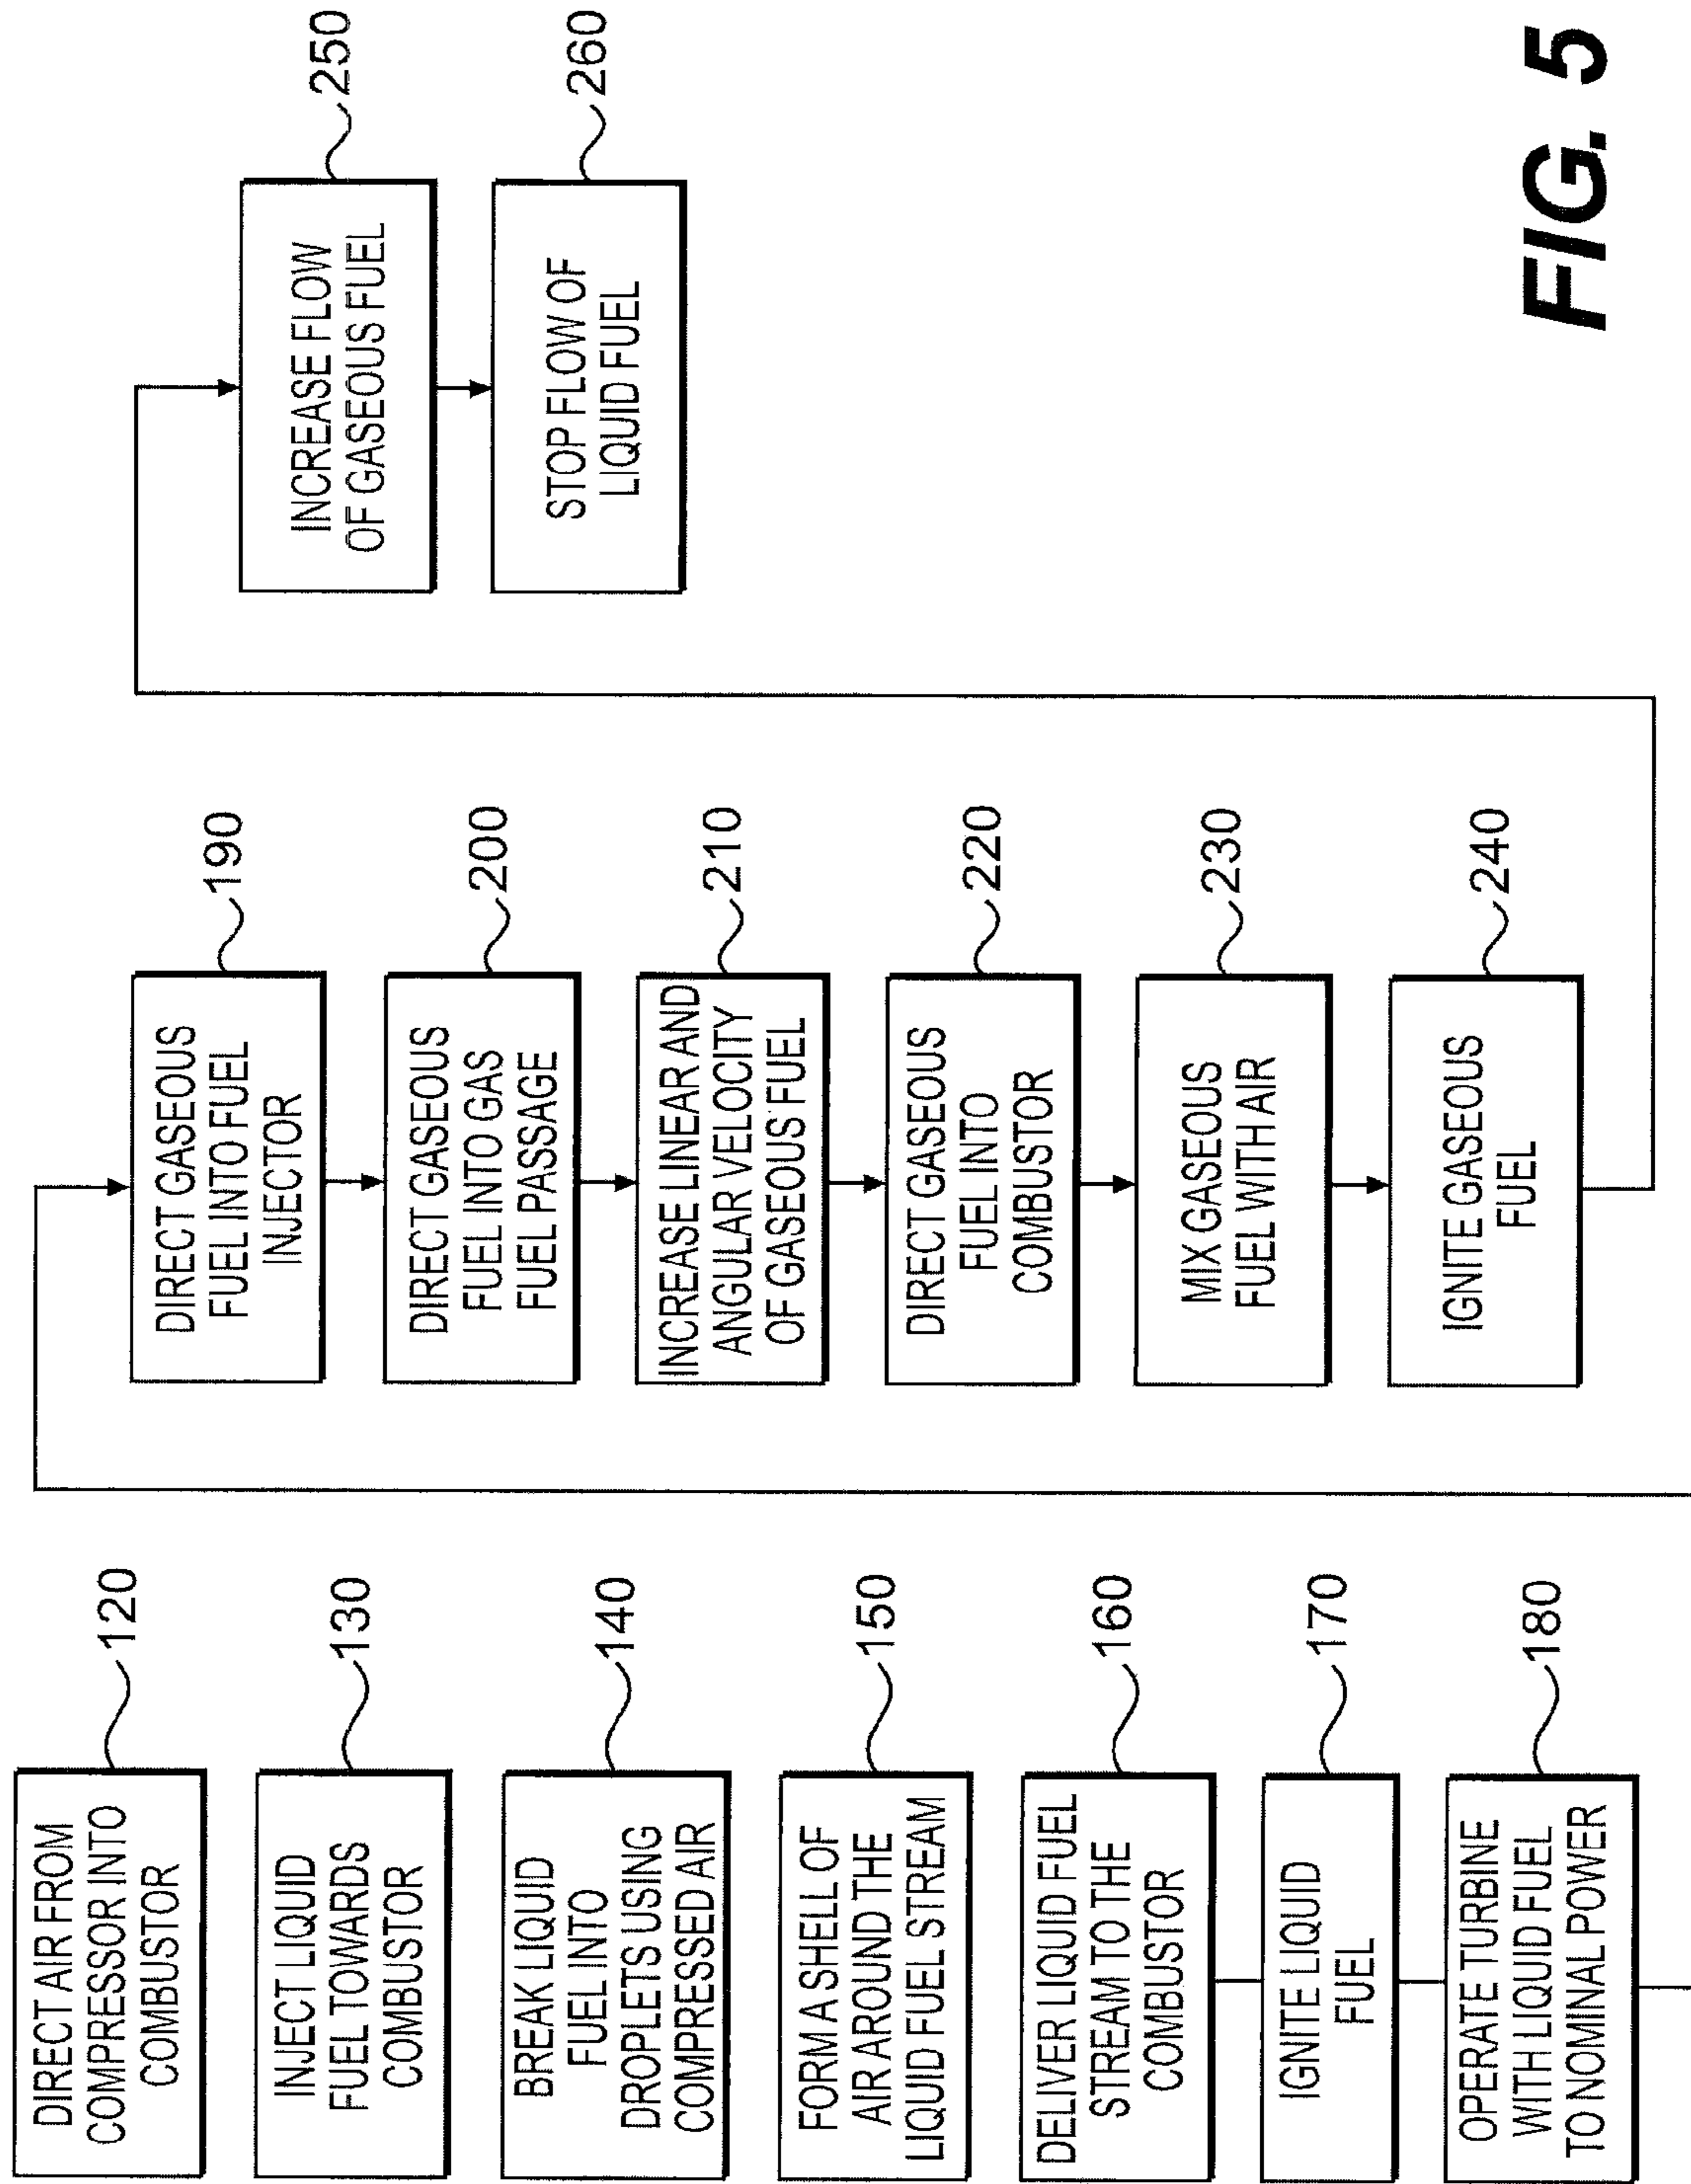 DIRECT AIR FROM
COMPRESSOR INTO
COMBUSTOR
120
INJECT LIQUID
FUEL TOWARDS
COMBUSTOR
130
BREAK LIQUID
FUEL INTO
DROPLETS USING
COMPRESSED AIR
140
FORM A SHELL OF
AIR AROUND THE
LIQUID FUEL STREAM
150
DELIVER LIQUID FUEL
STREAM TO THE
COMBUSTOR
160
IGNITE LIQUID
FUEL
170
OPERATE TURBINE
WITH LIQUID FUEL
TO NOMINAL POWER
180
DIRECT GASEOUS
FUEL INTO FUEL
INJECTOR
190
DIRECT GASEOUS
FUEL INTO GAS
FUEL PASSAGE
200
INCREASE LINEAR AND
ANGULAR VELOCITY
OF GASEOUS FUEL
210
DIRECT GASEOUS
FUEL INTO
COMBUSTOR
220
MIX GASEOUS
FUEL WITH AIR
230
IGNITE GASEOUS
FUEL
240
INCREASE FLOW
OF GASEOUS FUEL
250
STOP FLOW OF
LIQUID FUEL
260
FIG. 5